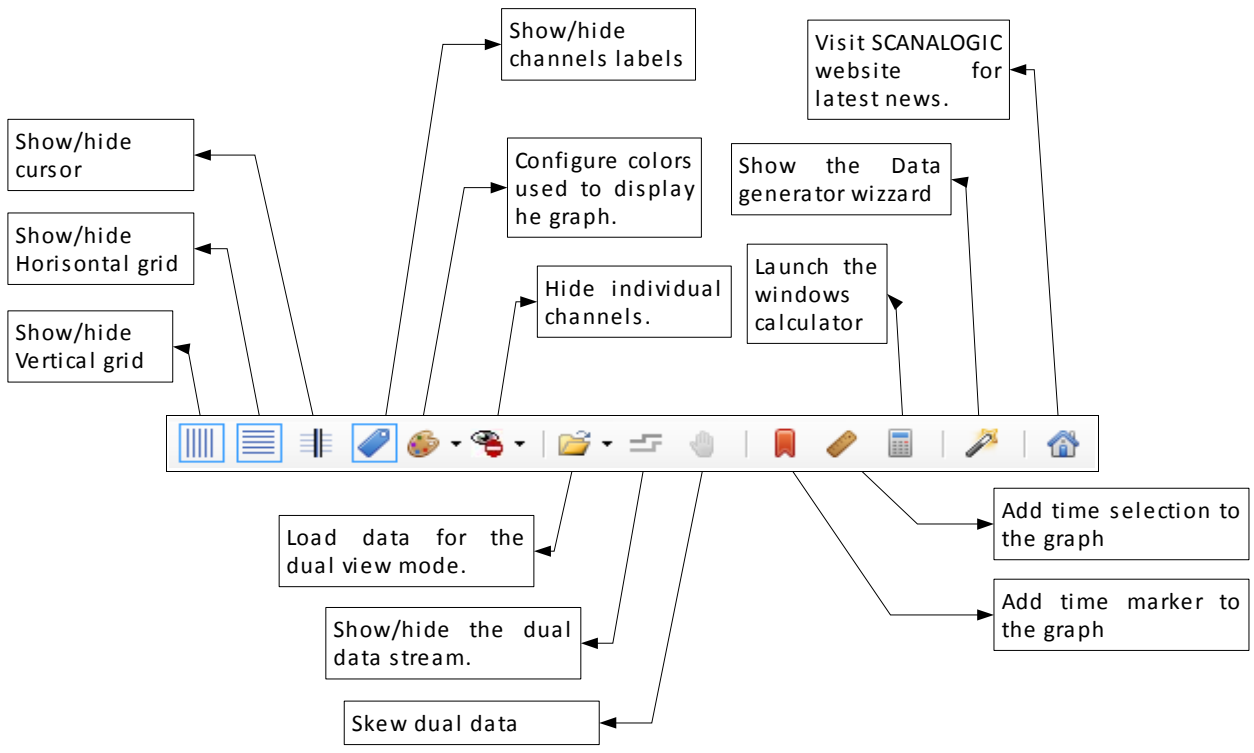 Show/hide
channels labels
Visit SCANALOGIC
website for
latest news.
Show/hide
cursor
Configure colors
used to display
he graph.
Show the Data
generator wizzard
Show/hide
Horisontal grid
Launch the
windows
calculator
Hide individual
channels.
Show/hide
Vertical grid
Load data for the
dual view mode.
Add time selection to
the graph
Show/hide the dual
data stream.
Add time marker to
the graph
Skew dual data